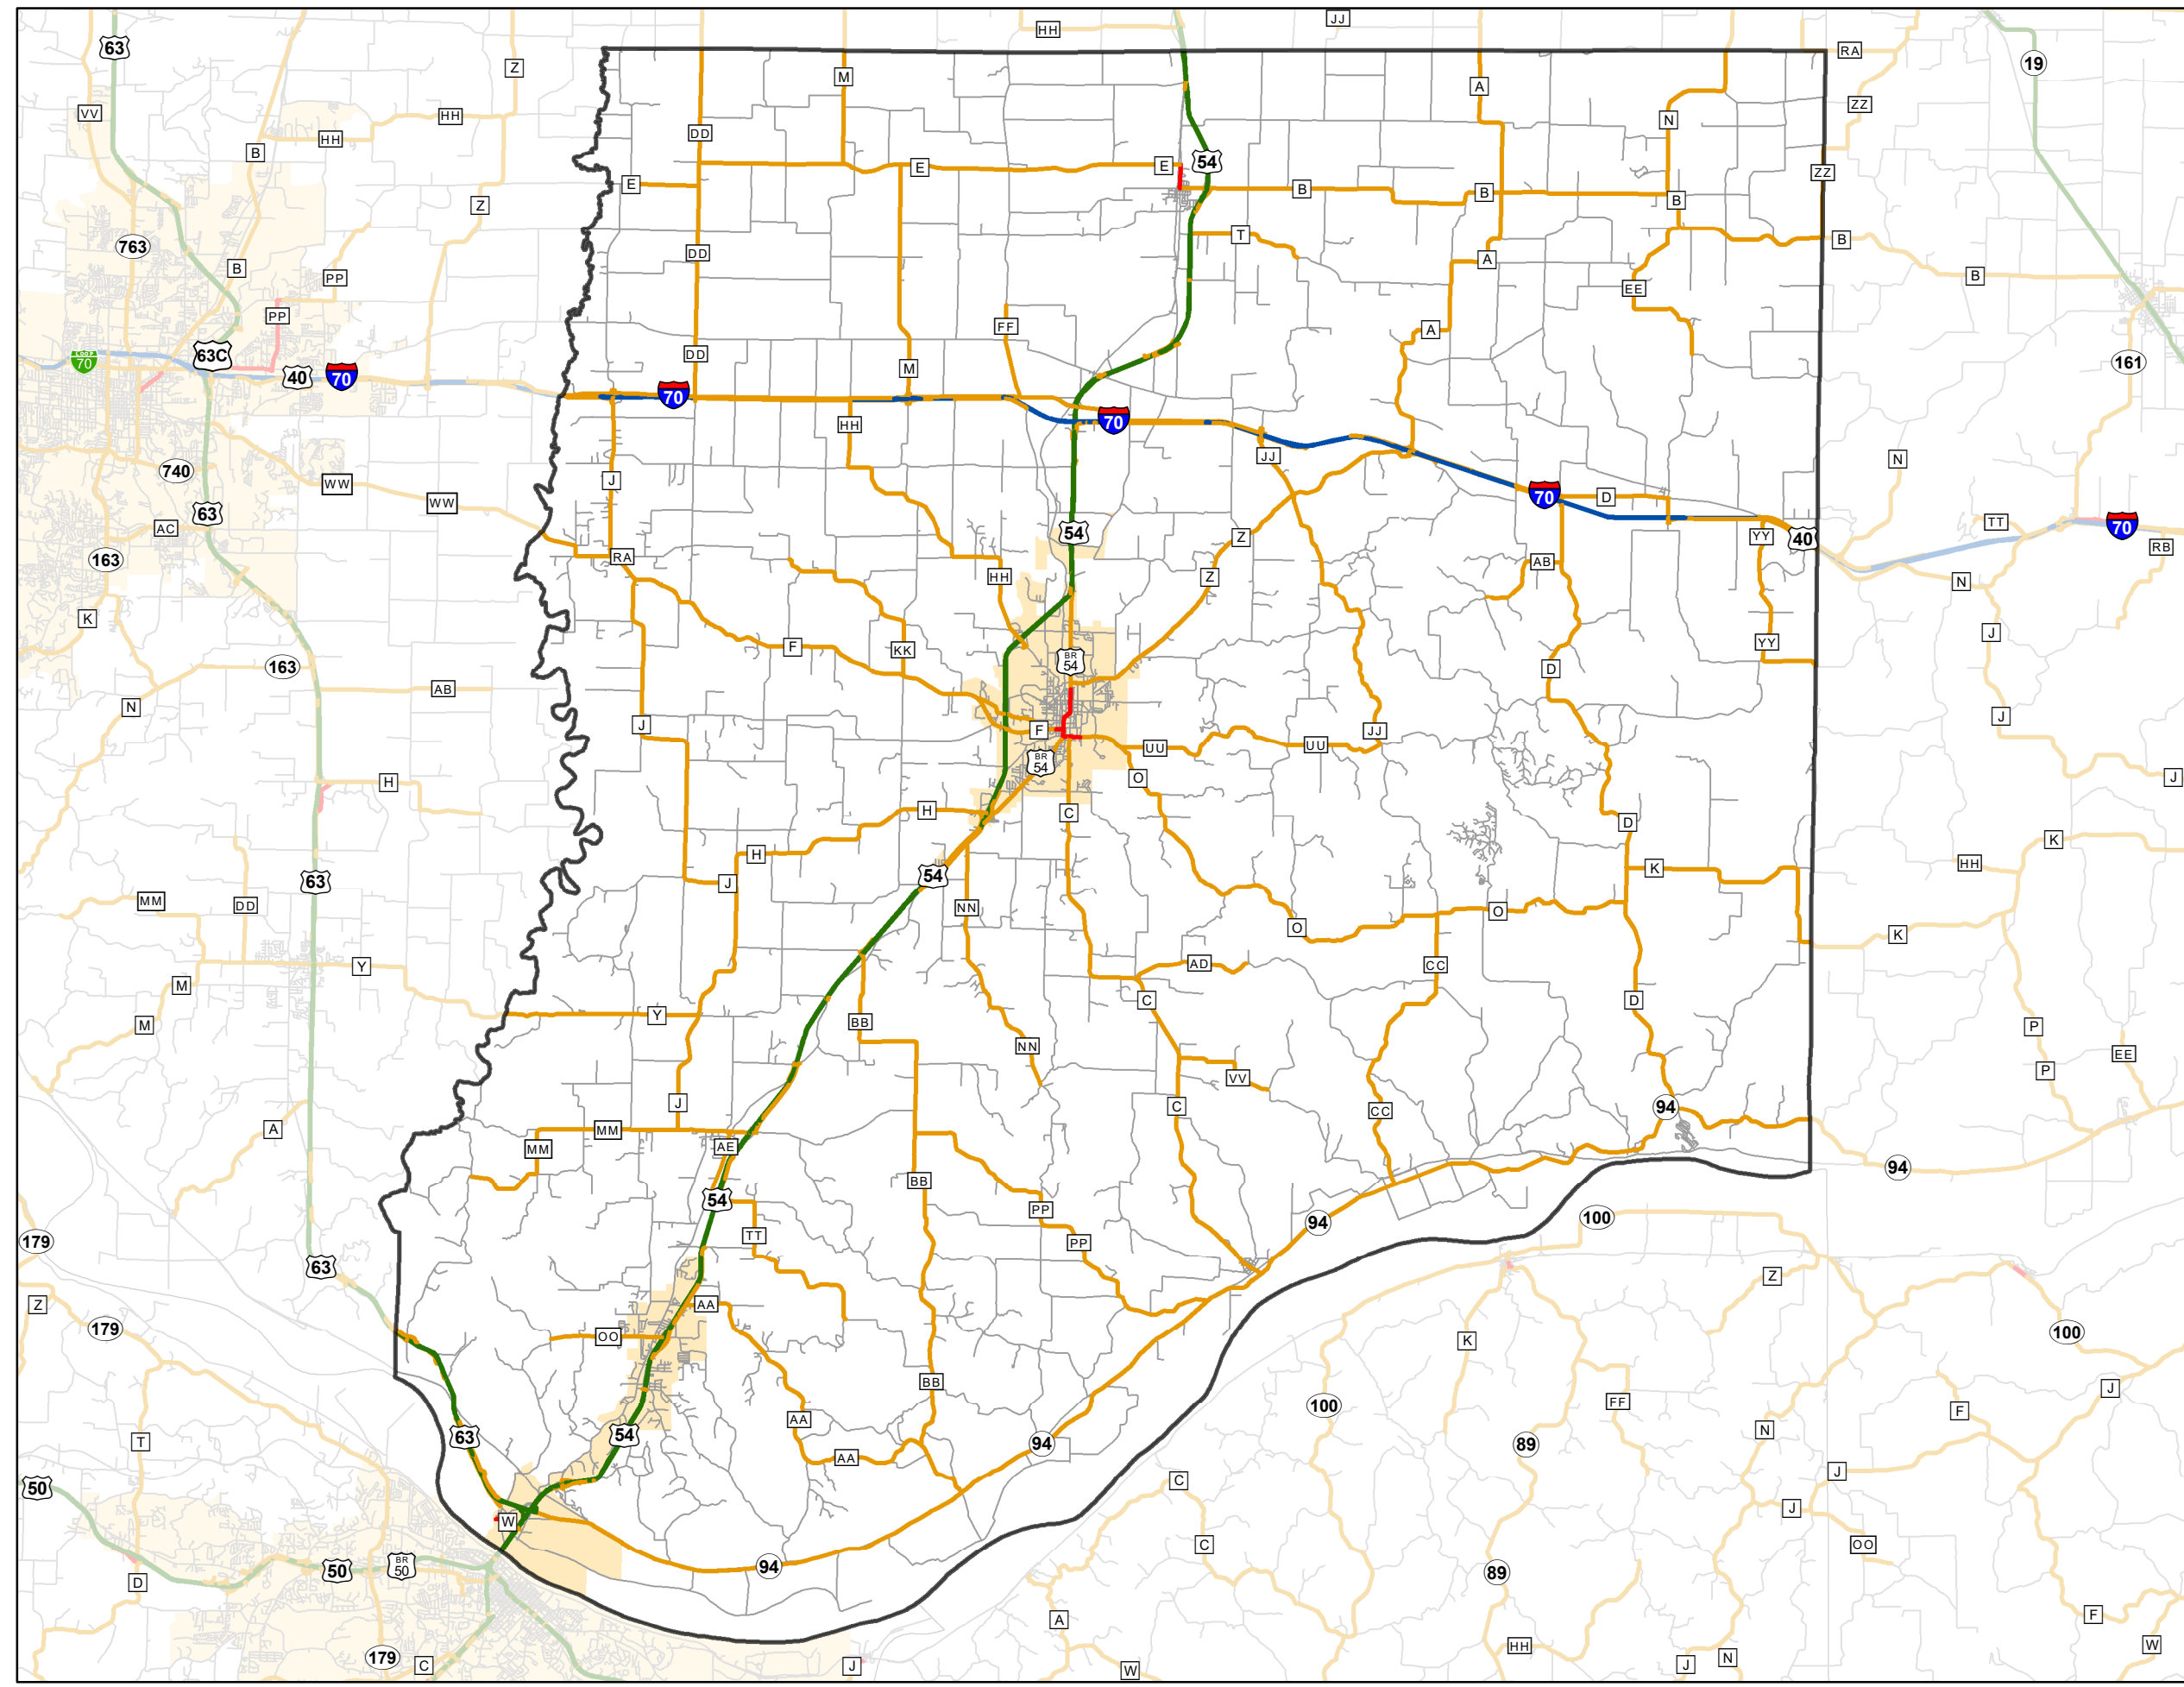 HH
JJ
63
RA
Z
M
19
A
DD
ZZ
VV
HH
HH
N
B
E
E
54
ZZ
E
B
B
B
Z
763
T
B
B
DD
A
B
PP
B
EE
PP
FF
A
63C
DD
LOOP
70
161
M
40
70
70
70
HH
JJ
N
740
J
WW
70
D
WW
63
TT
70
AC
54
Z
YY
40
RB
163
RA
AB
HH
Z
N
K
J
YY
F
KK
BR
54
163
D
AB
N
J
J
F
JJ
UU
UU
BR
54
O
J
H
H
C
D
K
H
HH
K
54
J
63
MM
DD
NN
O
O
K
Y
AD
CC
M
C
D
Y
BB
M
P
NN
EE
P
VV
J
C
CC
94
A
MM
MM
AE
94
BB
54
PP
100
94
TT
179
PP
63
Z
Z
AA
179
100
OO
K
BB
J
FF
100
F
AA
N
54
63
T
94
89
AA
J
C
50
J
W
C
OO
BR
50
94
50
89
D
F
A
W
HH
179
N
J
C
J
W